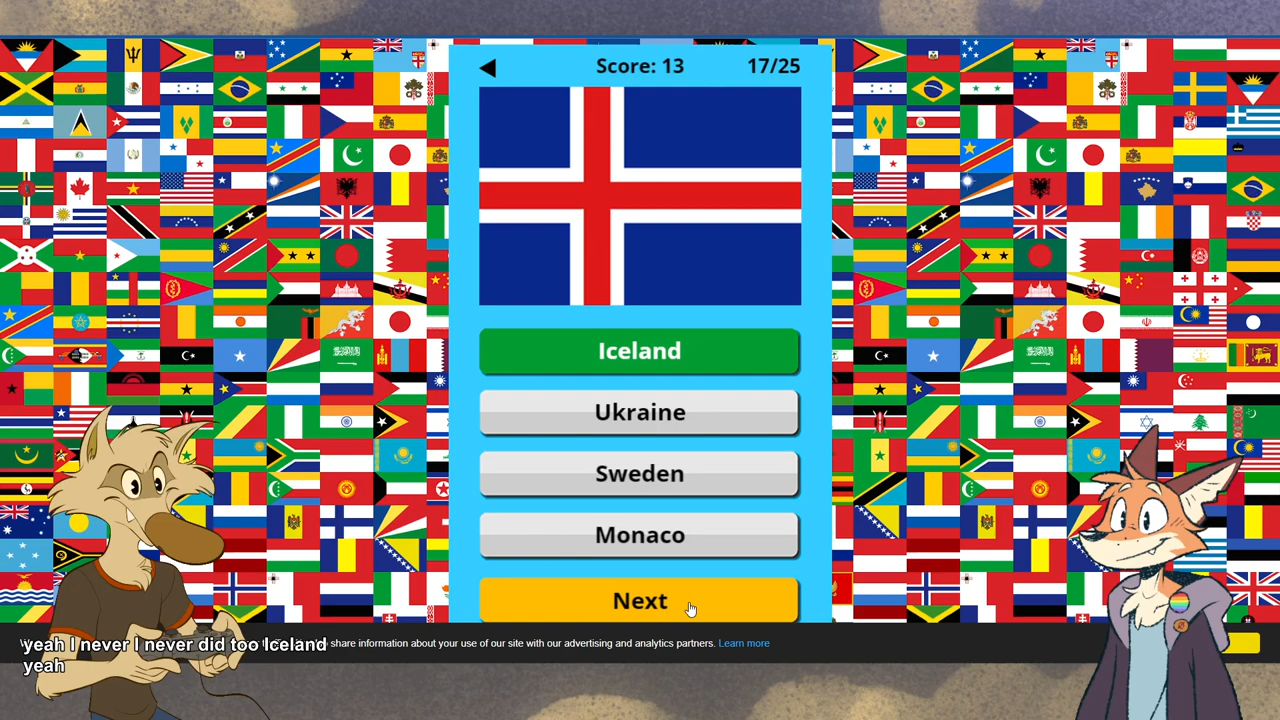 Score: 13
17/25
Iceland
Ukraine
Sweden
Monaco
Next
yeah I never I never did too Iceland
yeah
share information about your use of our site with our advertising and analytics partners. Learn more